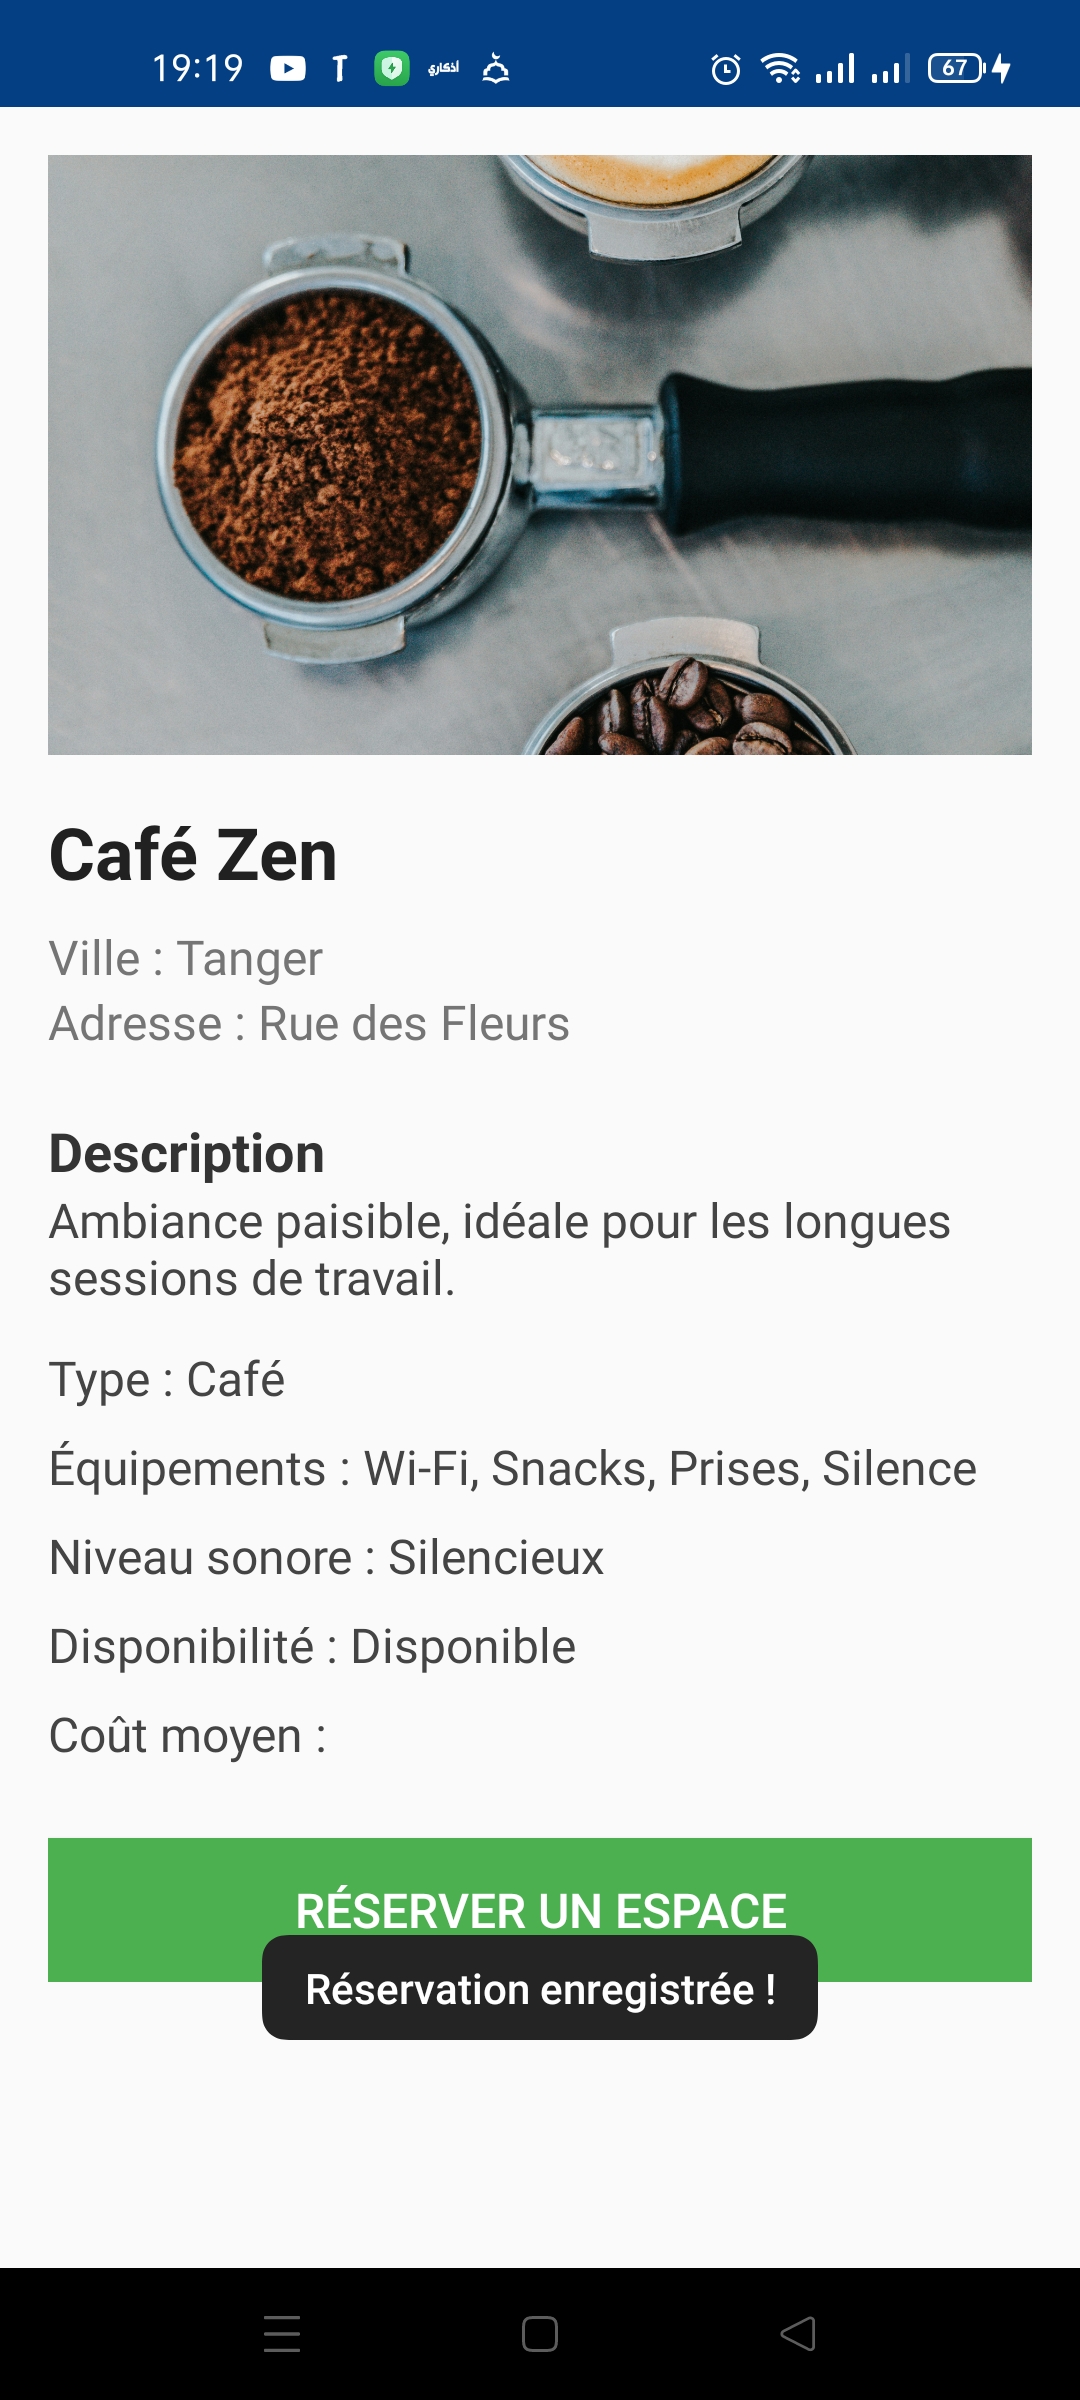 19:19
أذكاري
67
Café Zen
Ville : Tanger
Adresse : Rue des Fleurs
Description
Ambiance paisible, idéale pour les longues
sessions de travail.
Type : Café
Équipements : Wi-Fi, Snacks, Prises, Silence
Niveau sonore : Silencieux
Disponibilité : Disponible
Coût moyen :
RÉSERVER UN ESPACE
Réservation enregistrée !